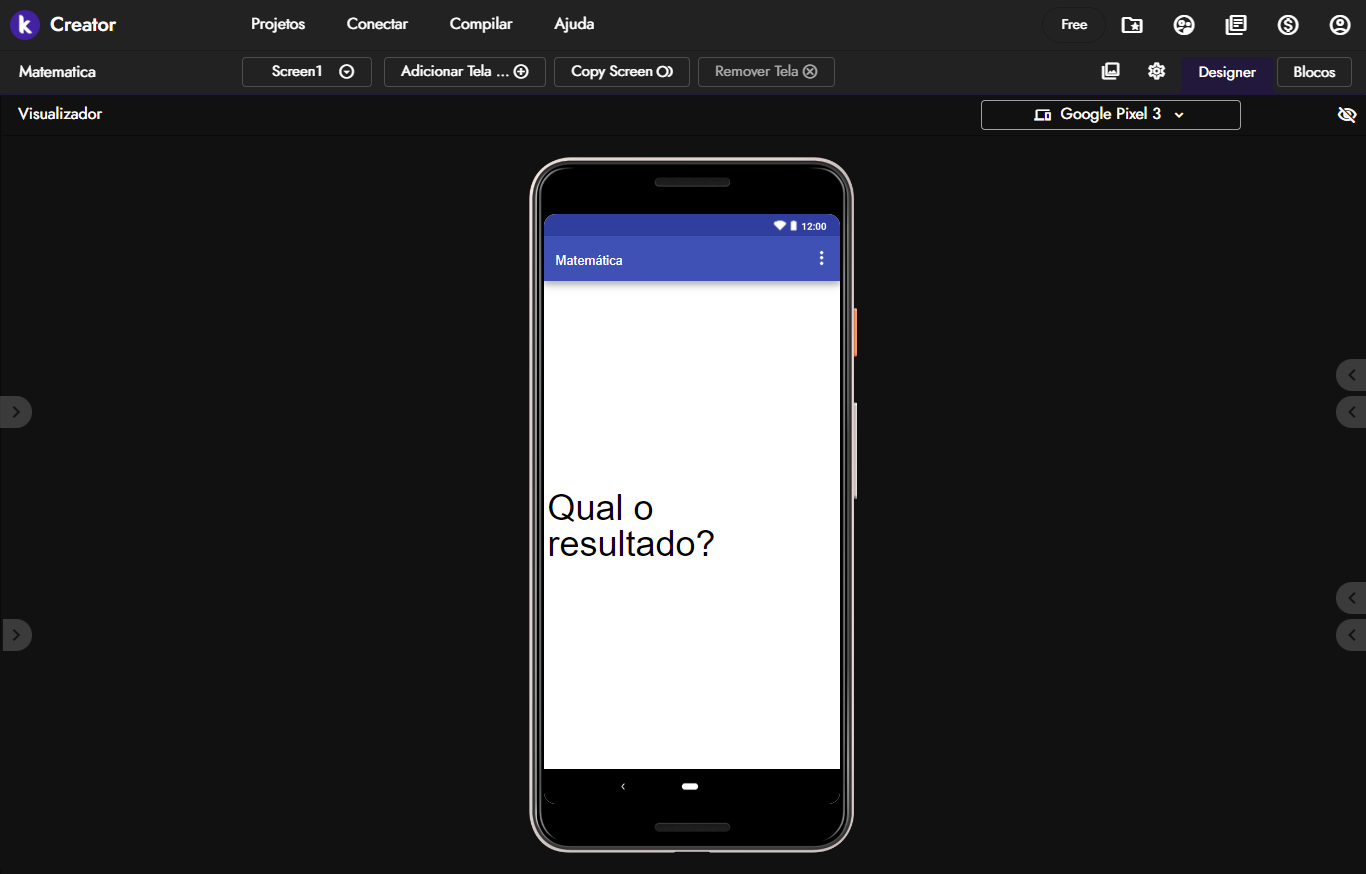 Creator
Projetos
Conectar
Compilar
Ajuda
Free
Matematica
Screen1
Adicionar Tela ...
Copy Screen
Remover Tela
Designer
Blocos
Visualizador
Google Pixel 3
12:00
Matemática
Qual o
resultado?